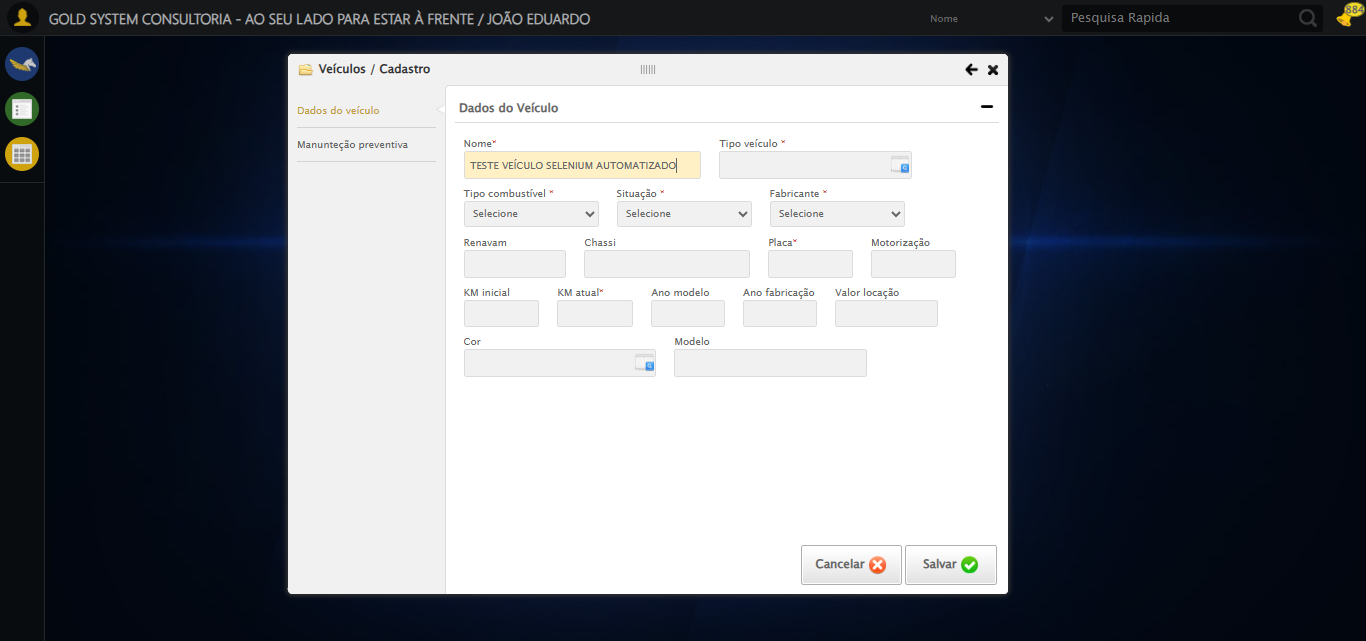 GOLD SYSTEM CONSULTORIA - AO SEU LADO PARA ESTAR À FRENTE / JOÃO EDUARDO
Nome
Pesquisa Rapida
884
Veículos / Cadastro
Dados do veículo
Manunteção preventiva
Dados do Veículo
Nome*
Tipo veículo *
TESTE VEÍCULO SELENIUM AUTOMATIZADO
Tipo combustível *
Situação *
Fabricante *
Selecione
Selecione
Selecione
Renavam
Chassi
Placa*
Motorização
KM inicial
KM atual*
Ano modelo
Ano fabricação
Valor locação
Cor
Modelo
Cancelar
Salvar